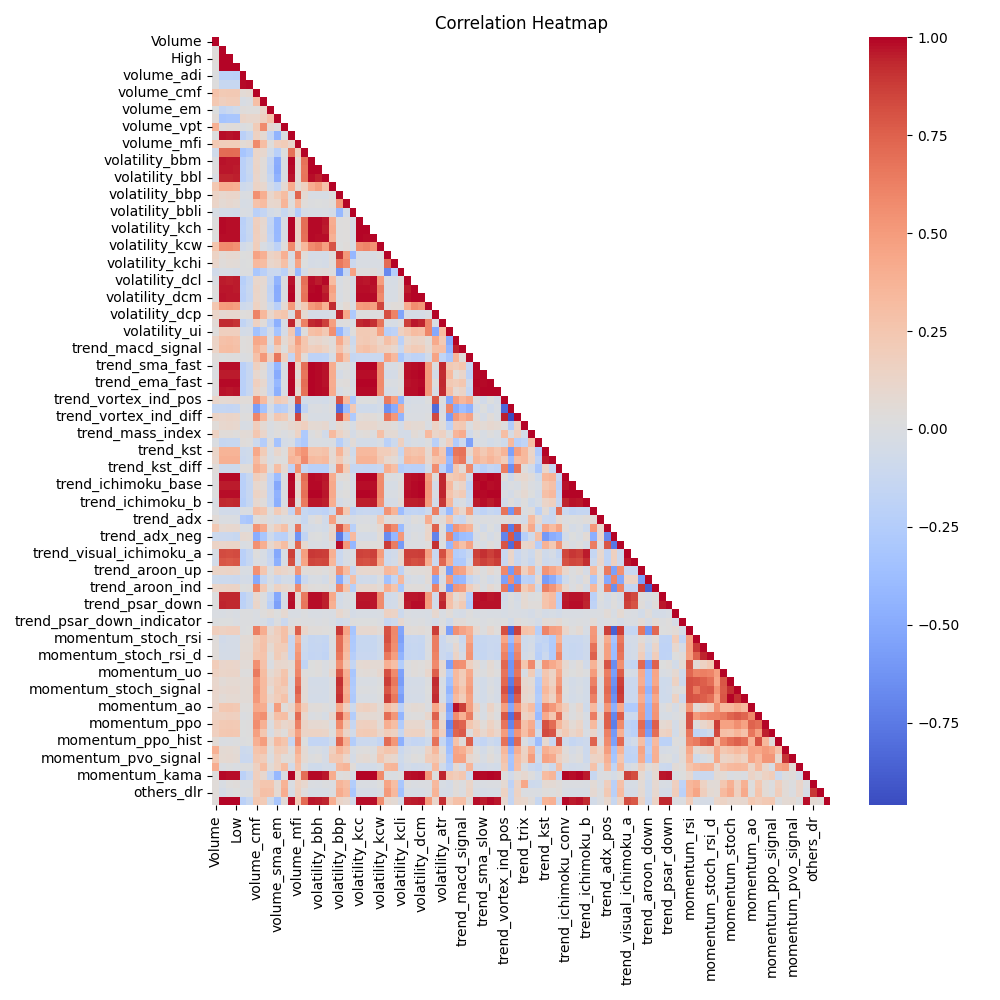 Correlation Heatmap
Volume
High
volume_adi
volume_cmf
volume_em
volume_vpt
volume_mfi
volatility_bbm
volatility_bbl
volatility_bbp
volatility_bbli
volatility_kch
volatility_kcw
volatility_kchi
volatility_dcl
volatility_dcm
volatility_dcp
volatility_ui
trend_macd_signal
trend_sma_fast
trend_ema_fast
trend_vortex_ind_pos
trend_vortex_ind_diff
trend_mass_index
trend_kst
trend_kst_diff
trend_ichimoku_base
trend_ichimoku_b
trend_adx
trend_adx_neg
trend_visual_ichimoku_a
trend_aroon_up
trend_aroon_ind
trend_psar_down
trend_psar_down_indicator
momentum_stoch_rsi
momentum_stoch_rsi_d
momentum_uo
momentum_stoch_signal
momentum_ao
momentum_ppo
momentum_ppo_hist
momentum_pvo_signal
momentum_kama
others_dlr
Volume
Low
volume_cmf
volume_sma_em
volume_mfi
volatility_bbh
volatility_bbp
volatility_kcc
volatility_kcw
volatility_kcli
volatility_dcm
volatility_atr
trend_macd_signal
trend_sma_slow
trend_vortex_ind_pos
trend_trix
trend_kst
trend_ichimoku_conv
trend_ichimoku_b
trend_adx_pos
trend_visual_ichimoku_a
trend_aroon_down
trend_psar_down
momentum_rsi
momentum_stoch_rsi_d
momentum_stoch
momentum_ao
momentum_ppo_signal
momentum_pvo_signal
others_dr
1.00
0.75
0.50
0.25
0.00
−0.25
−0.50
−0.75